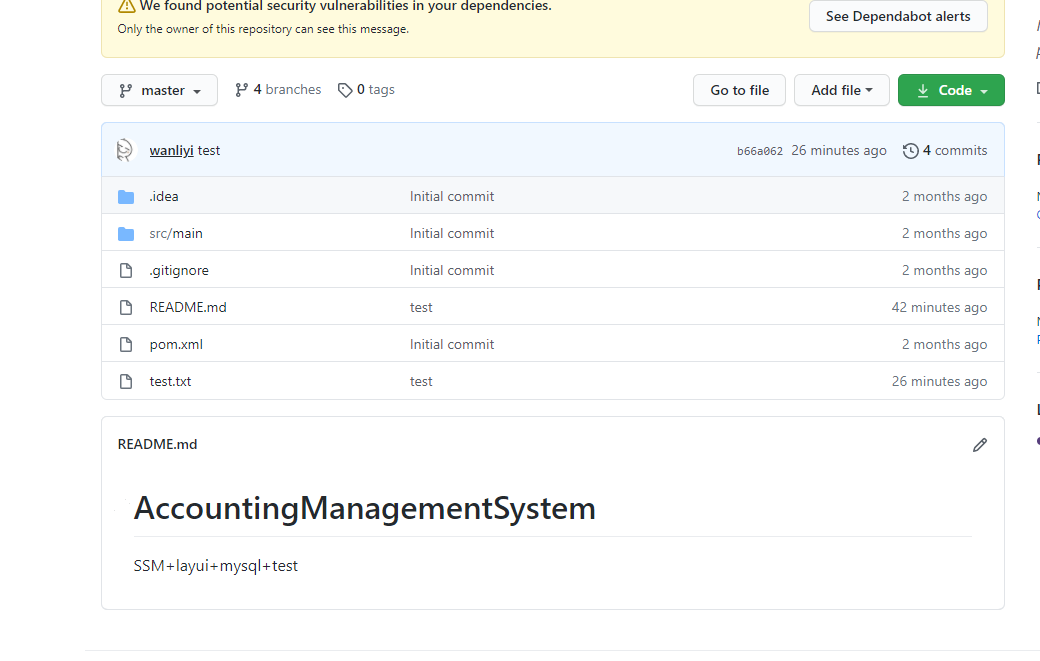 We found potential security vulnerabilities in your dependencies.
Only the owner of this repository can see this message.
See Dependabot alerts
master 4 branches 0 tags Go to file Add file Code
wanliyi test b66a062 26 minutes ago 4 commits
.idea Initial commit 2 months ago
src/main Initial commit 2 months ago
.gitignore Initial commit 2 months ago
README.md test 42 minutes ago
pom.xml Initial commit 2 months ago
test.txt test 26 minutes ago
README.md
AccountingManagementSystem
SSM+layui+mysql+test